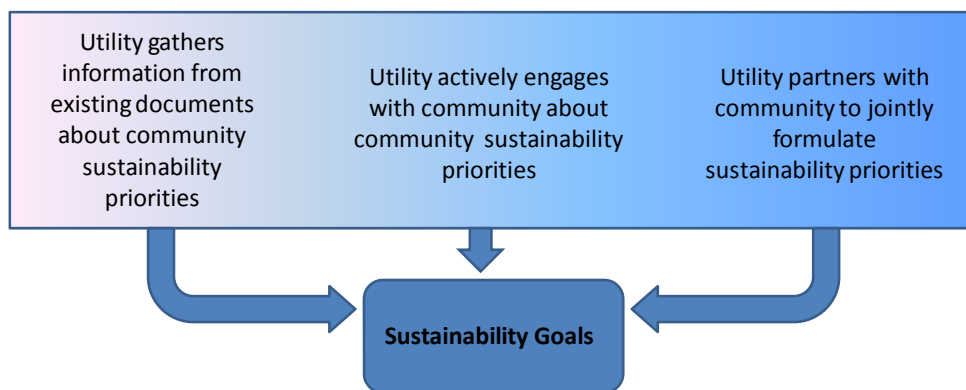 Utility gathers
information from
existing documents
about community
sustainability
priorities
Utility actively engages
with community about
community sustainability
priorities
Utility partners with
community to jointly
formulate
sustainability priorities
Sustainability Goals